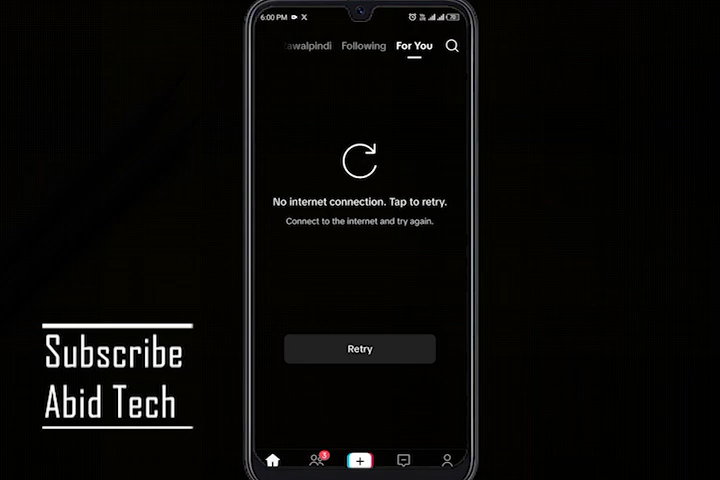 6:00 PM
awalpindi Following For You
No internet connection. Tap to retry.
Connect to the internet and try again.
Retry
3
Subscribe
Abid Tech